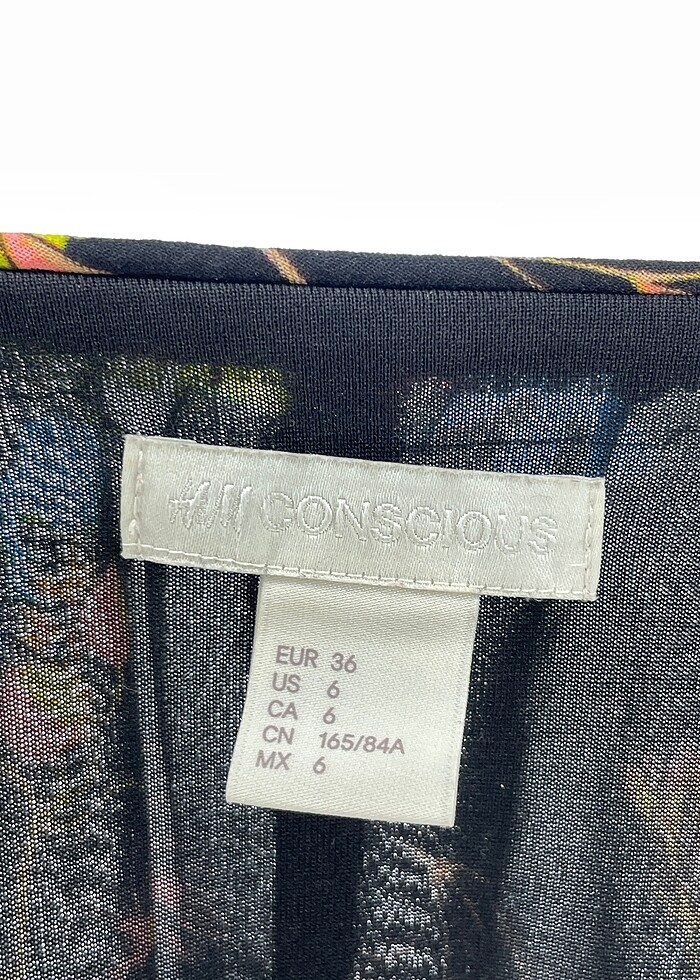 H&M CONSCIOUS
EUR 36
US 6
CA 6
CN 165/84A
MX 6